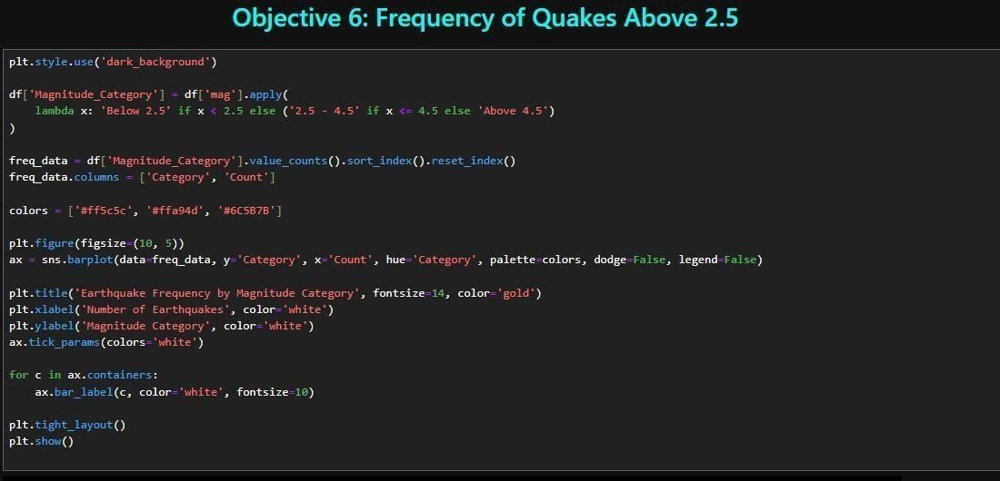 Objective 6: Frequency of Quakes Above 2.5
plt.style.use('dark_background')
df['Magnitude_Category'] = df['mag'].apply(
    lambda x: 'Below 2.5' if x < 2.5 else ('2.5 - 4.5' if x <= 4.5 else 'Above 4.5')
)
freq_data = df['Magnitude_Category'].value_counts().sort_index().reset_index()
freq_data.columns = ['Category', 'Count']
colors = ['#ff5c5c', '#ffa94d', '#6C5B7B']
plt.figure(figsize=(10, 5))
ax = sns.barplot(data=freq_data, y='Category', x='Count', hue='Category', palette=colors, dodge=False, legend=False)
plt.title('Earthquake Frequency by Magnitude Category', fontsize=14, color='gold')
plt.xlabel('Number of Earthquakes', color='white')
plt.ylabel('Magnitude Category', color='white')
ax.tick_params(colors='white')
for c in ax.containers:
    ax.bar_label(c, color='white', fontsize=10)
plt.tight_layout()
plt.show()